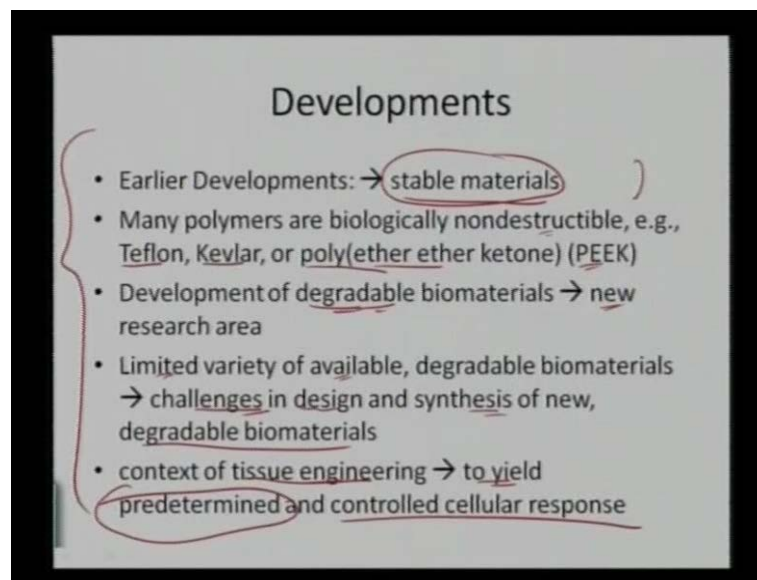 Developments
• Earlier Developments: → stable materials
• Many polymers are biologically nondestructible, e.g.,
Teflon, Kevlar, or poly(ether ether ketone) (PEEK)
• Development of degradable biomaterials → new
research area
• Limited variety of available, degradable biomaterials
→ challenges in design and synthesis of new,
degradable biomaterials
• context of tissue engineering → to yield
predetermined and controlled cellular response